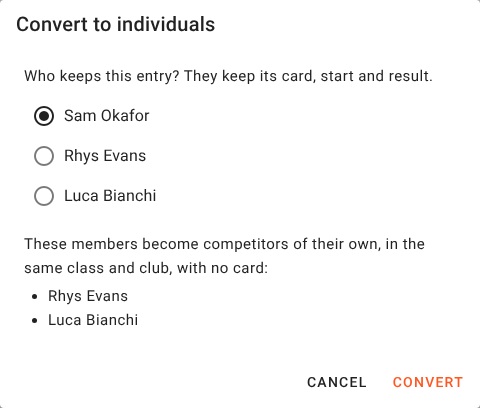 Convert to individuals
Who keeps this entry? They keep its card, start and result.
Sam Okafor
Rhys Evans
Luca Bianchi
These members become competitors of their own, in the
same class and club, with no card:
• Rhys Evans
• Luca Bianchi
CANCEL CONVERT